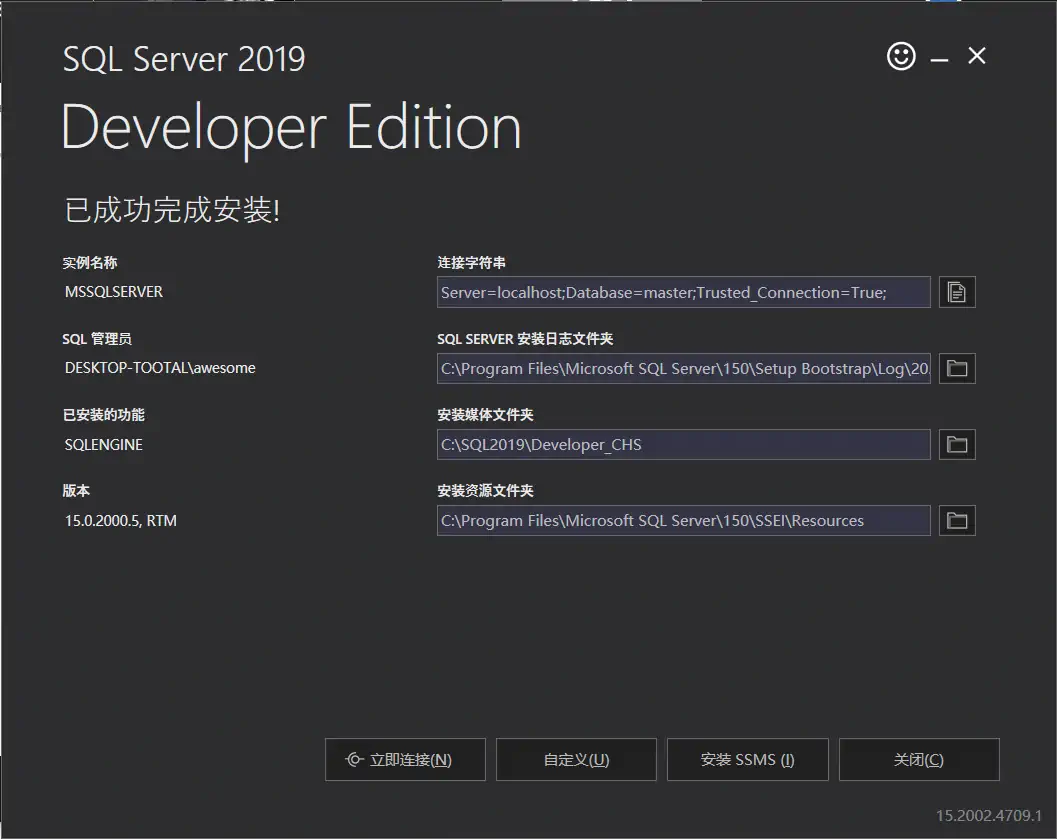 SQL Server 2019
Developer Edition
已成功完成安装!
实例名称
MSSQLSERVER
连接字符串
Server=localhost;Database=master;Trusted_Connection=True;
SQL 管理员
DESKTOP-TOOTAL\awesome
SQL SERVER 安装日志文件夹
C:\Program Files\Microsoft SQL Server\150\Setup Bootstrap\Log\20
已安装的功能
SQLENGINE
安装媒体文件夹
C:\SQL2019\Developer_CHS
版本
15.0.2000.5, RTM
安装资源文件夹
C:\Program Files\Microsoft SQL Server\150\SSEI\Resources
立即连接(N)
自定义(U)
安装 SSMS (I)
关闭(C)
15.2002.4709.1